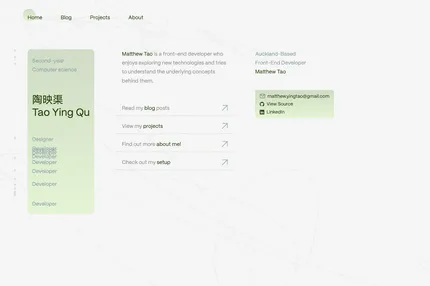 Home Blog Projects About
Second-year
Computer science
陶映渠
Tao Ying Qu
Designer
Developer
Developer
Developer
Developer
Developer
Matthew Tao is a front-end developer who
enjoys exploring new technologies and tries
to understand the underlying concepts
behind them.
Read my blog posts
View my projects
Find out more about me!
Check out my setup
Auckland-Based
Front-End Developer
Matthew Tao
matthew.yingtao@gmail.com
View Source
LinkedIn